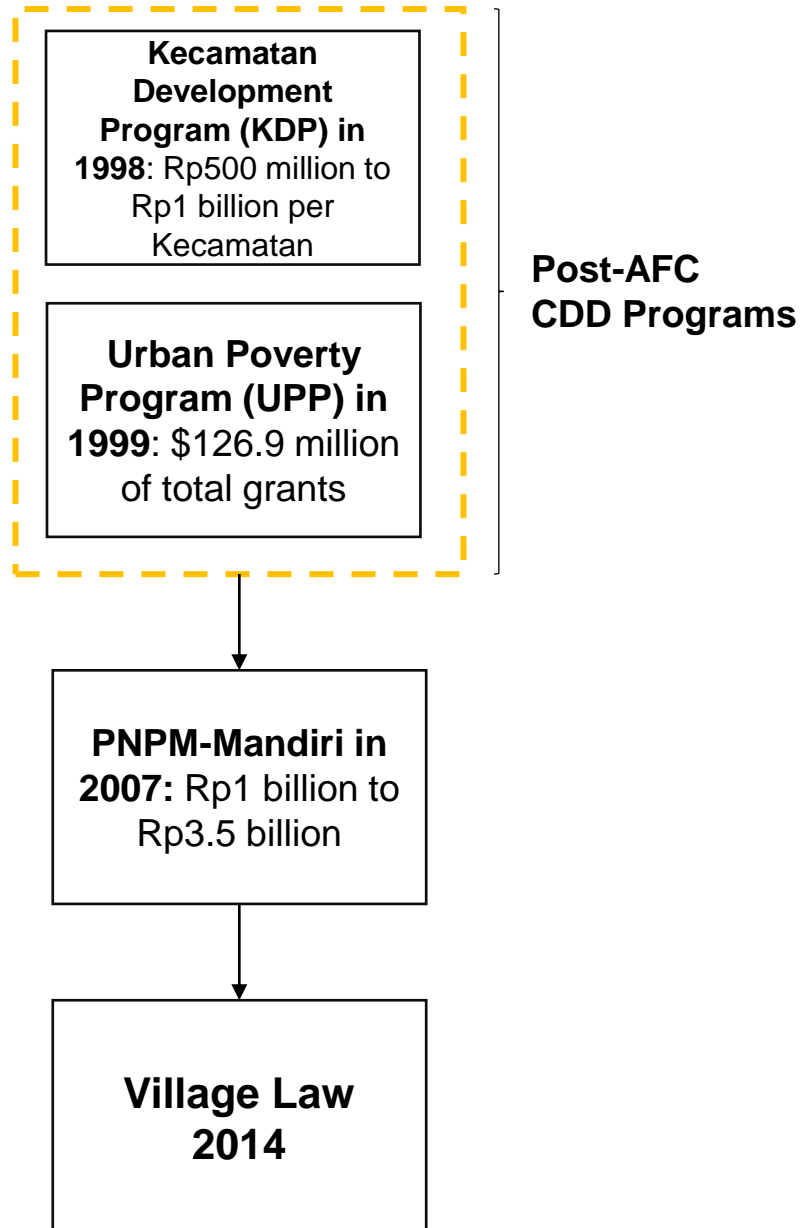 Kecamatan
Development
Program (KDP) in
1998: Rp500 million to
Rp1 billion per
Kecamatan
Post-AFC
CDD Programs
Urban Poverty
Program (UPP) in
1999: $126.9 million
of total grants
PNPM-Mandiri in
2007: Rp1 billion to
Rp3.5 billion
Village Law
2014